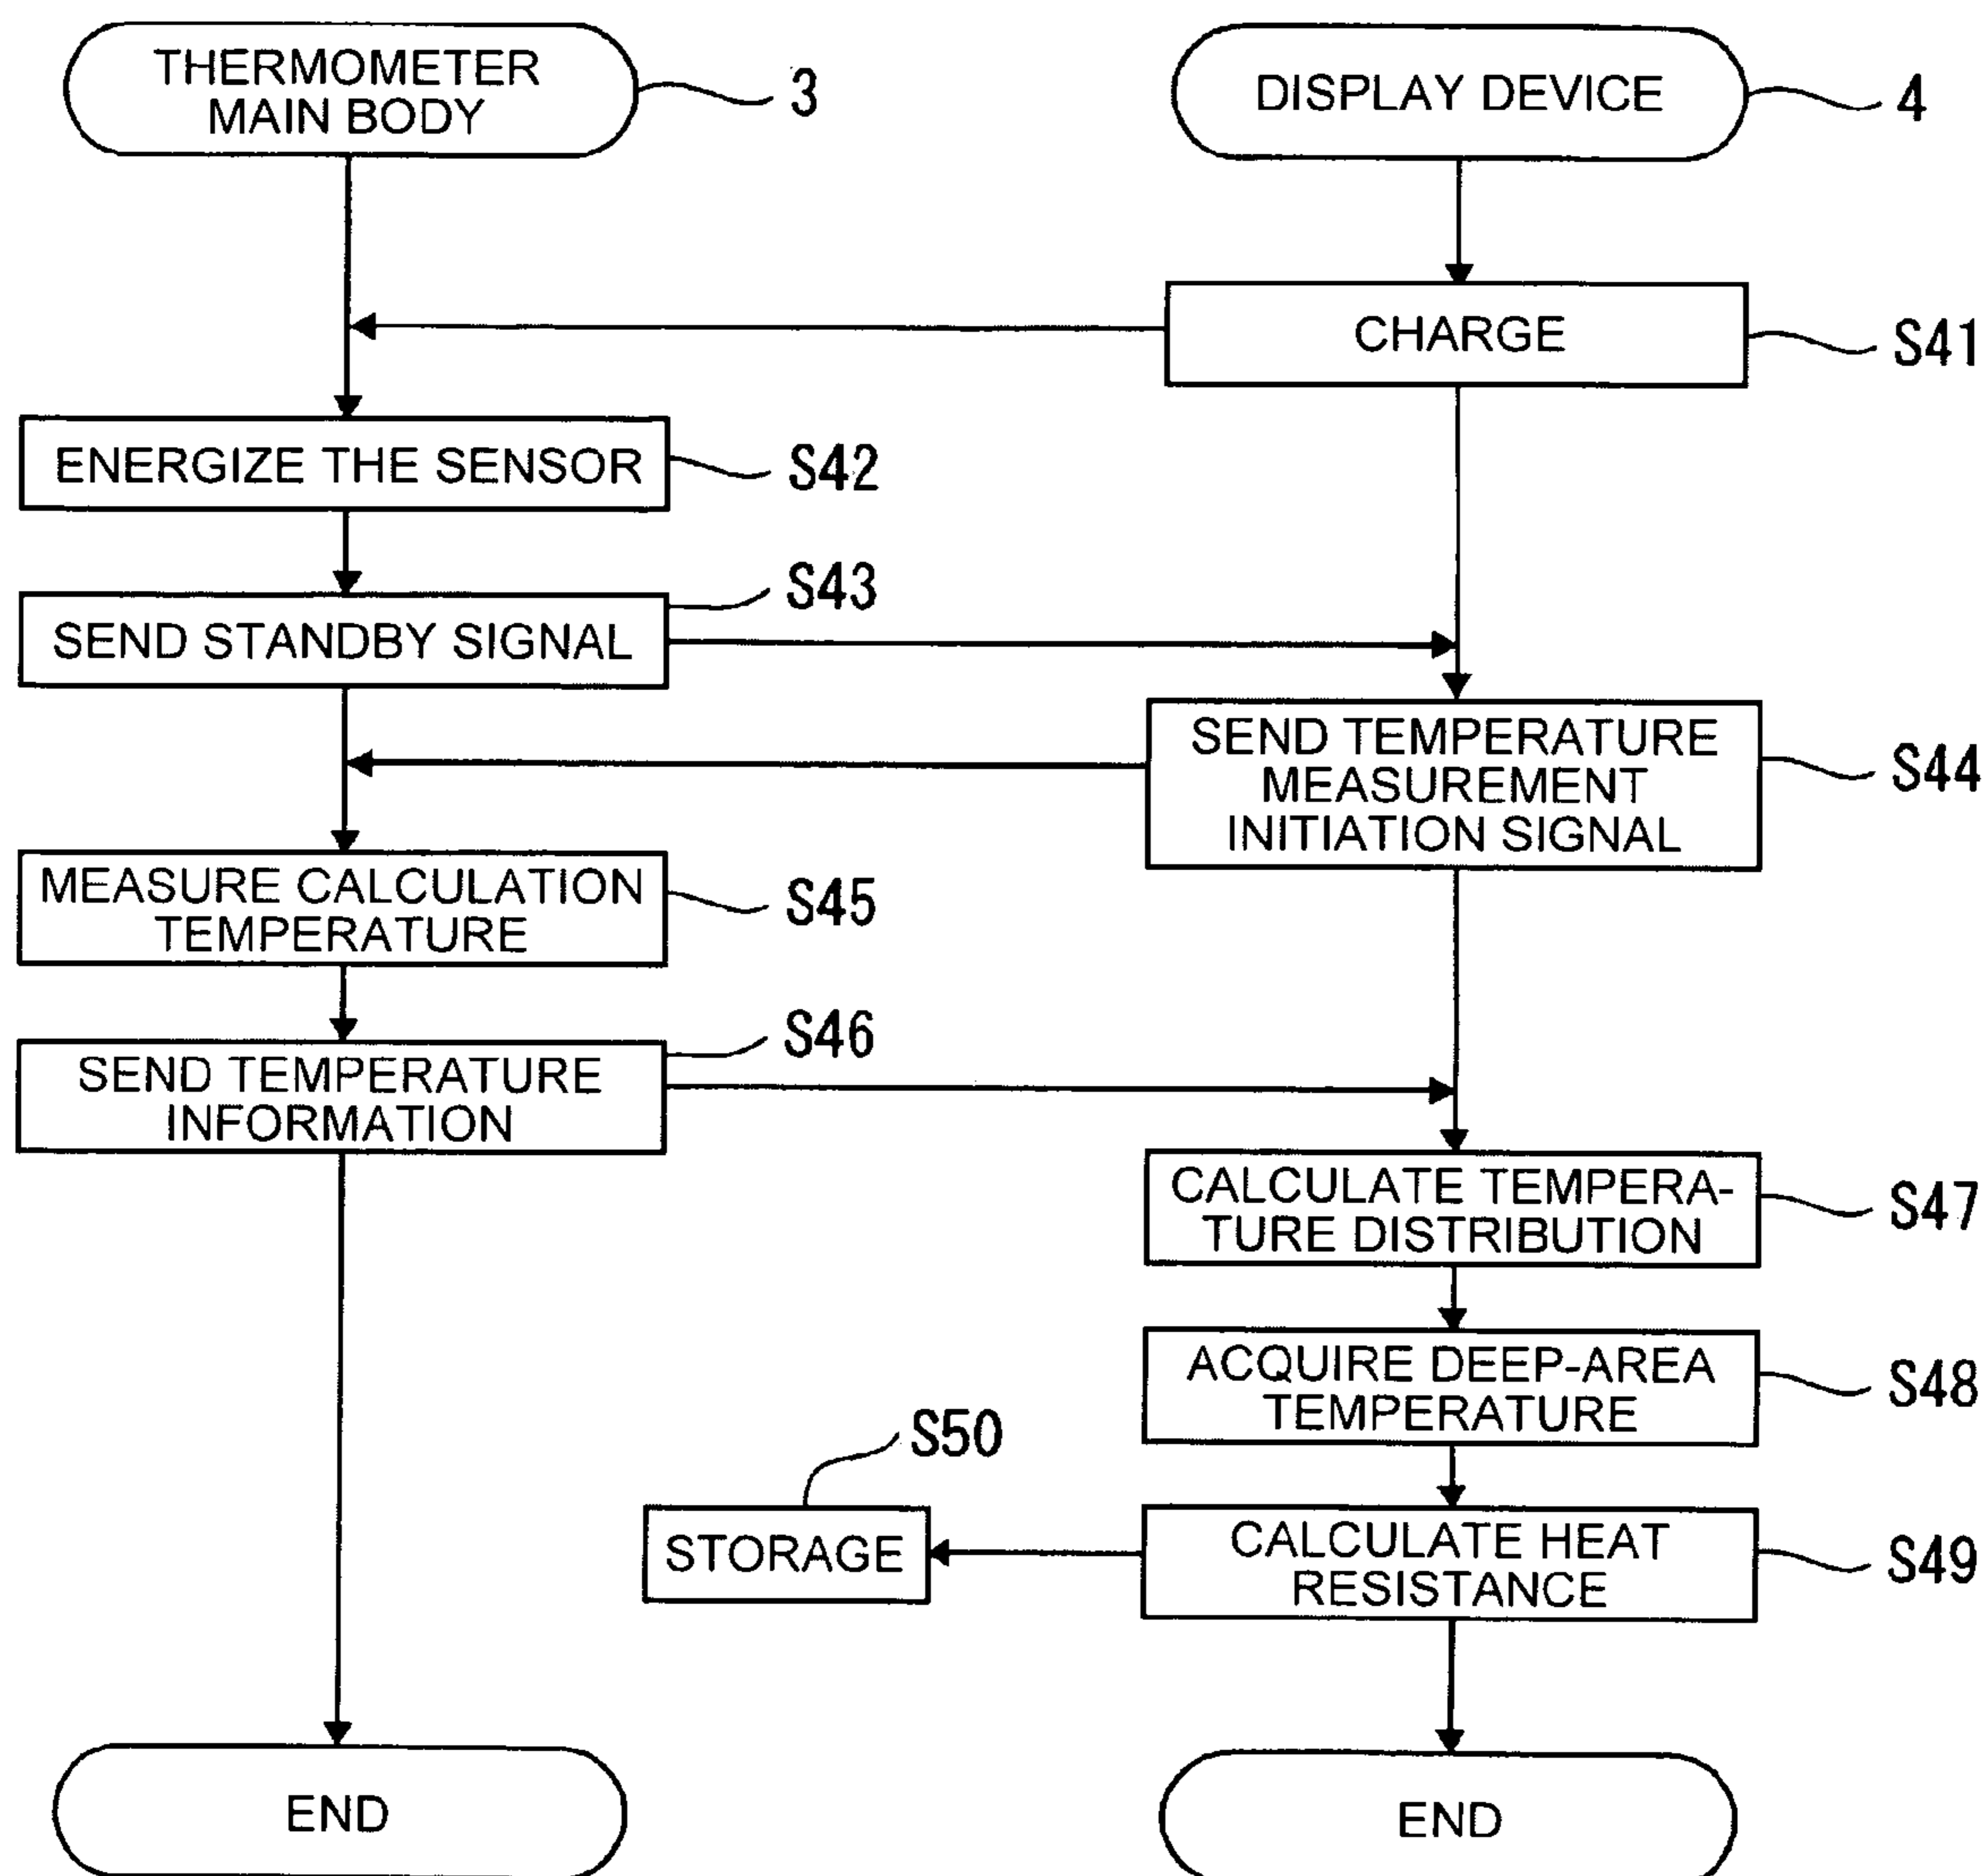 THERMOMETER
MAIN BODY
3
DISPLAY DEVICE
4
CHARGE
S41
ENERGIZE THE SENSOR
S42
SEND STANDBY SIGNAL
S43
SEND TEMPERATURE
MEASUREMENT
INITIATION SIGNAL
S44
MEASURE CALCULATION
TEMPERATURE
S45
SEND TEMPERATURE
INFORMATION
S46
CALCULATE TEMPERA-
TURE DISTRIBUTION
S47
ACQUIRE DEEP-AREA
TEMPERATURE
S48
CALCULATE HEAT
RESISTANCE
S49
STORAGE
S50
END
END